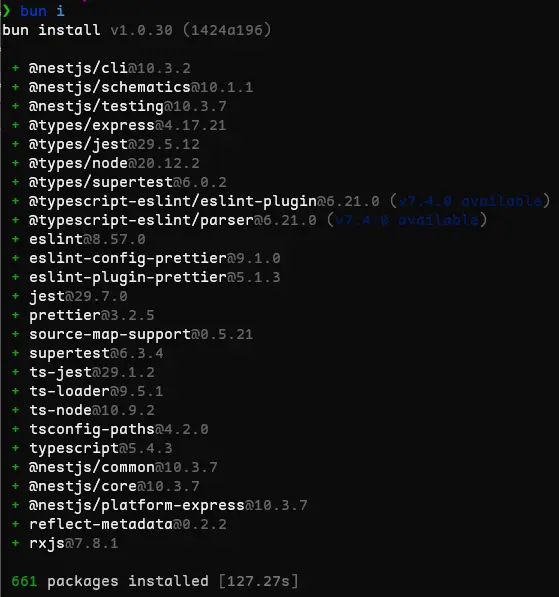 ❯ bun i
bun install v1.0.30 (1424a196)
+ @nestjs/cli@10.3.2
+ @nestjs/schematics@10.1.1
+ @nestjs/testing@10.3.7
+ @types/express@4.17.21
+ @types/jest@29.5.12
+ @types/node@20.12.2
+ @types/supertest@6.0.2
+ @typescript-eslint/eslint-plugin@6.21.0 (v7.4.0 available)
+ @typescript-eslint/parser@6.21.0 (v7.4.0 available)
+ eslint@8.57.0
+ eslint-config-prettier@9.1.0
+ eslint-plugin-prettier@5.1.3
+ jest@29.7.0
+ prettier@3.2.5
+ source-map-support@0.5.21
+ supertest@6.3.4
+ ts-jest@29.1.2
+ ts-loader@9.5.1
+ ts-node@10.9.2
+ tsconfig-paths@4.2.0
+ typescript@5.4.3
+ @nestjs/common@10.3.7
+ @nestjs/core@10.3.7
+ @nestjs/platform-express@10.3.7
+ reflect-metadata@0.2.2
+ rxjs@7.8.1
661 packages installed [127.27s]